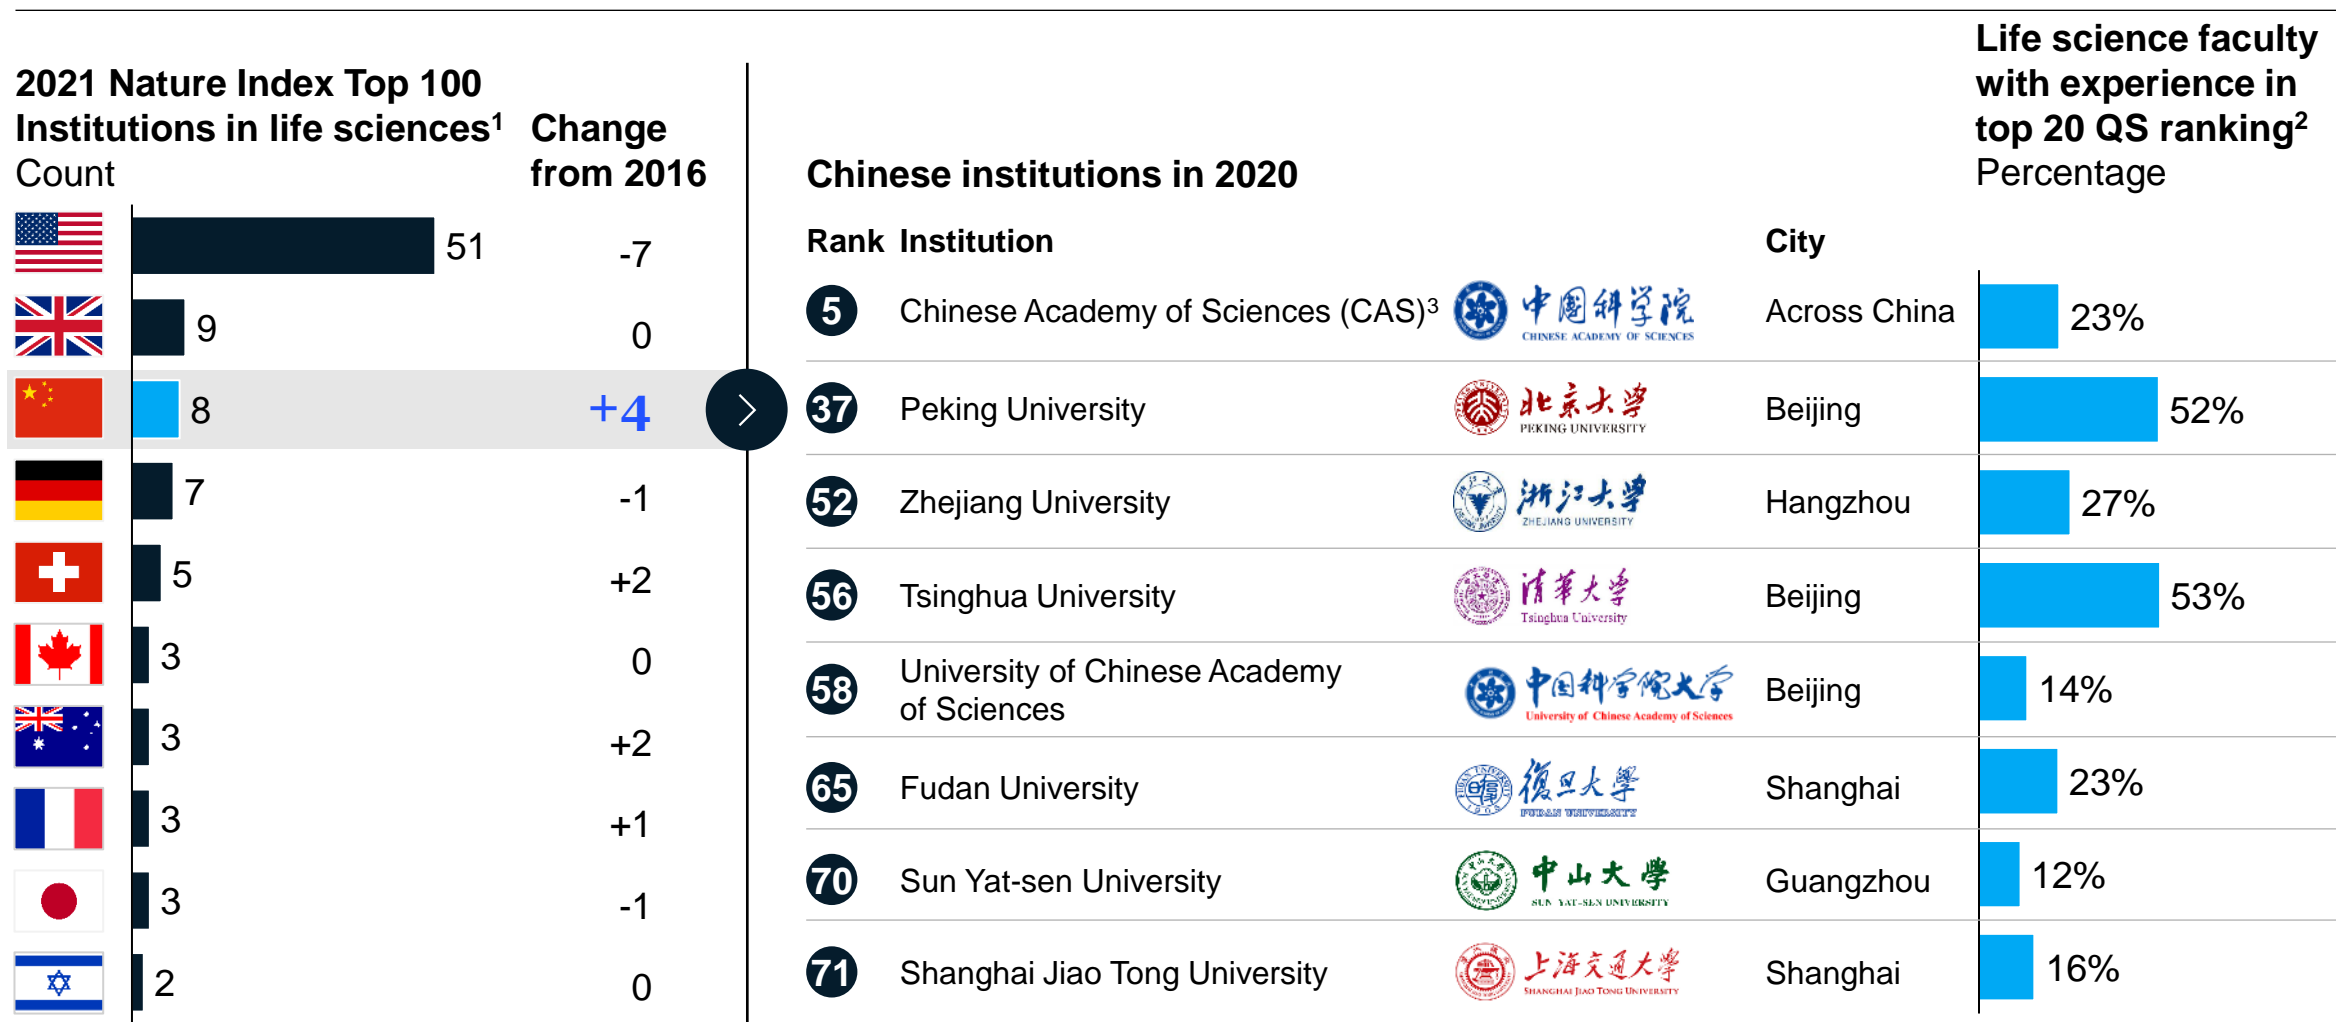 2021 Nature Index Top 100
Institutions in life sciences¹
Count
Change
from 2016
51 -7
9 0
8 +4
7 -1
5 +2
3 0
3 +2
3 +1
3 -1
2 0
Chinese institutions in 2020
Life science faculty
with experience in
top 20 QS ranking²
Percentage
Rank Institution City
5 Chinese Academy of Sciences (CAS)³ 中國科学院 Across China 23%
CHINESE ACADEMY OF SCIENCES
37 Peking University 北京大学 Beijing 52%
PEKING UNIVERSITY
52 Zhejiang University 浙江大学 Hangzhou 27%
ZHEJIANG UNIVERSITY
56 Tsinghua University 清华大学 Beijing 53%
Tsinghua University
58 University of Chinese Academy
of Sciences 中国科学院大学 Beijing 14%
University of Chinese Academy of Sciences
65 Fudan University 復旦大學 Shanghai 23%
FUDAN UNIVERSITY
70 Sun Yat-sen University 中山大學 Guangzhou 12%
SUN YAT-SEN UNIVERSITY
71 Shanghai Jiao Tong University 上海交通大學 Shanghai 16%
SHANGHAI JIAO TONG UNIVERSITY